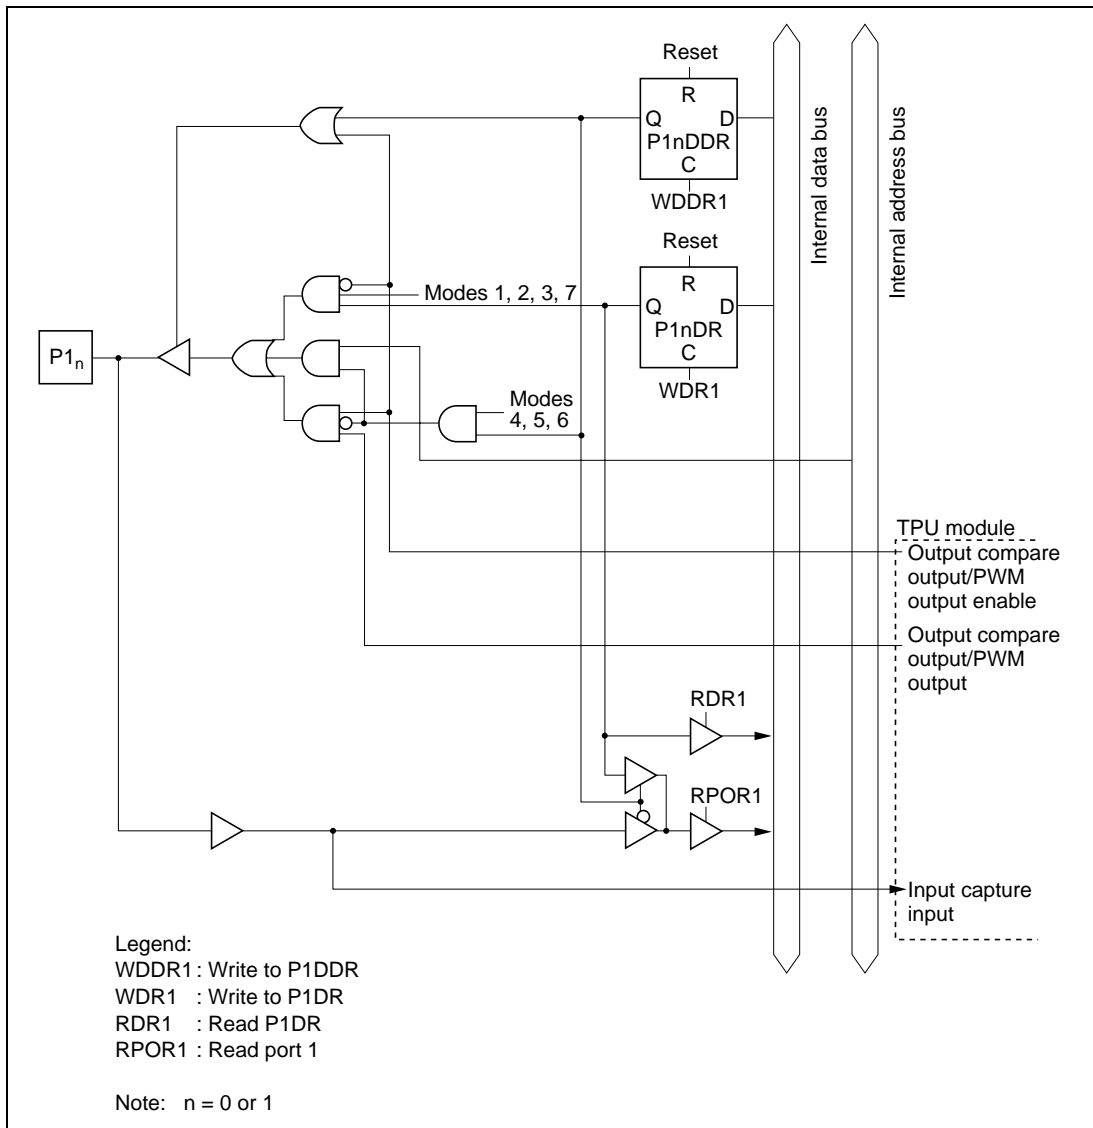 Reset
R
Q D
P1nDDR
C
WDDR1
Internal data bus
Internal address bus
Reset
R
Modes 1, 2, 3, 7
Q D
P1nDR
C
WDR1
P1n
Modes
4, 5, 6
TPU module
Output compare
output/PWM
output enable
Output compare
output/PWM
output
RDR1
RPOR1
Input capture
input
Legend:
WDDR1 : Write to P1DDR
WDR1 : Write to P1DR
RDR1 : Read P1DR
RPOR1 : Read port 1
Note: n = 0 or 1